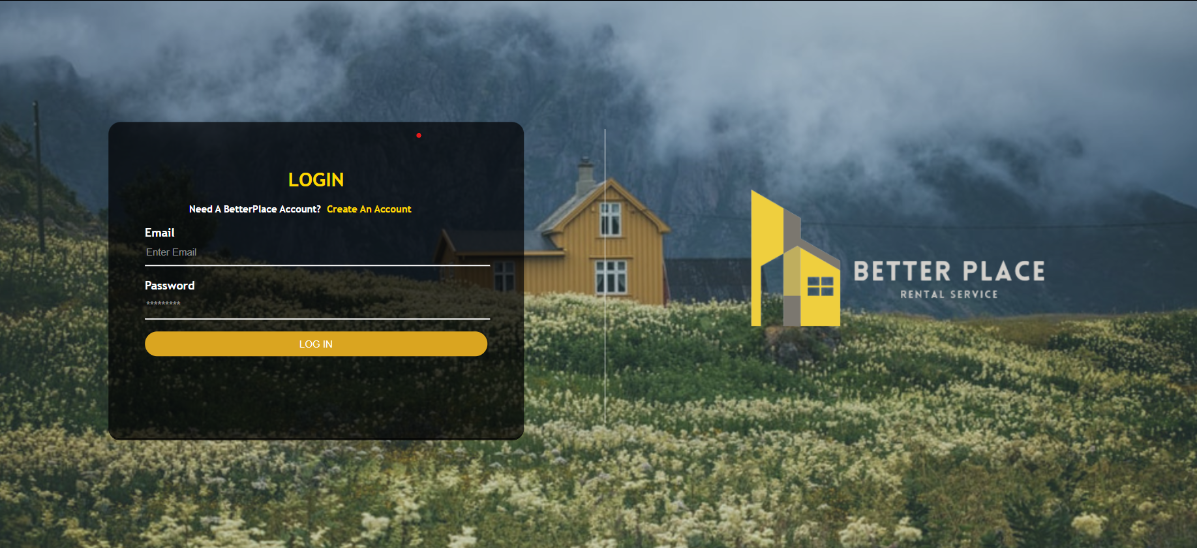 LOGIN
Need A BetterPlace Account? Create An Account
Email
Enter Email
Password
*********
LOG IN
BETTER PLACE
RENTAL SERVICE